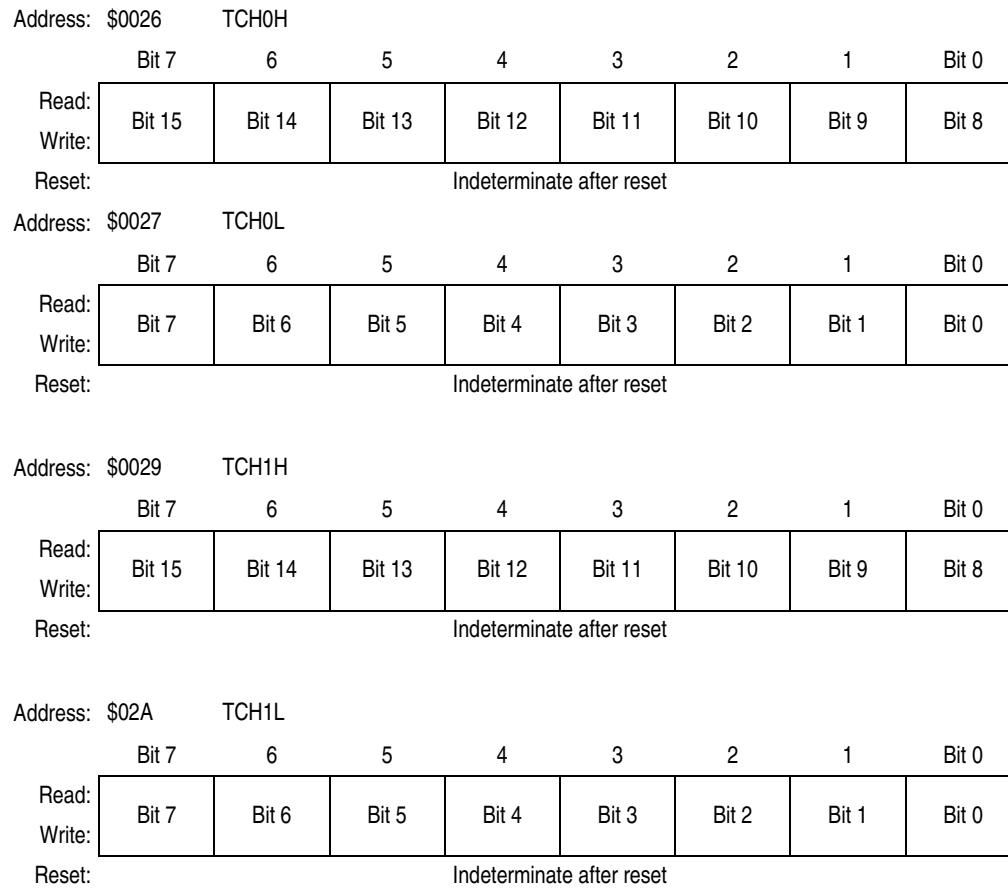 Address: $0026 TCH0H
Bit 7 6 5 4 3 2 1 Bit 0
Read:
Bit 15 Bit 14 Bit 13 Bit 12 Bit 11 Bit 10 Bit 9 Bit 8
Write:
Reset: Indeterminate after reset
Address: $0027 TCH0L
Bit 7 6 5 4 3 2 1 Bit 0
Read:
Bit 7 Bit 6 Bit 5 Bit 4 Bit 3 Bit 2 Bit 1 Bit 0
Write:
Reset: Indeterminate after reset
Address: $0029 TCH1H
Bit 7 6 5 4 3 2 1 Bit 0
Read:
Bit 15 Bit 14 Bit 13 Bit 12 Bit 11 Bit 10 Bit 9 Bit 8
Write:
Reset: Indeterminate after reset
Address: $02A TCH1L
Bit 7 6 5 4 3 2 1 Bit 0
Read:
Bit 7 Bit 6 Bit 5 Bit 4 Bit 3 Bit 2 Bit 1 Bit 0
Write:
Reset: Indeterminate after reset